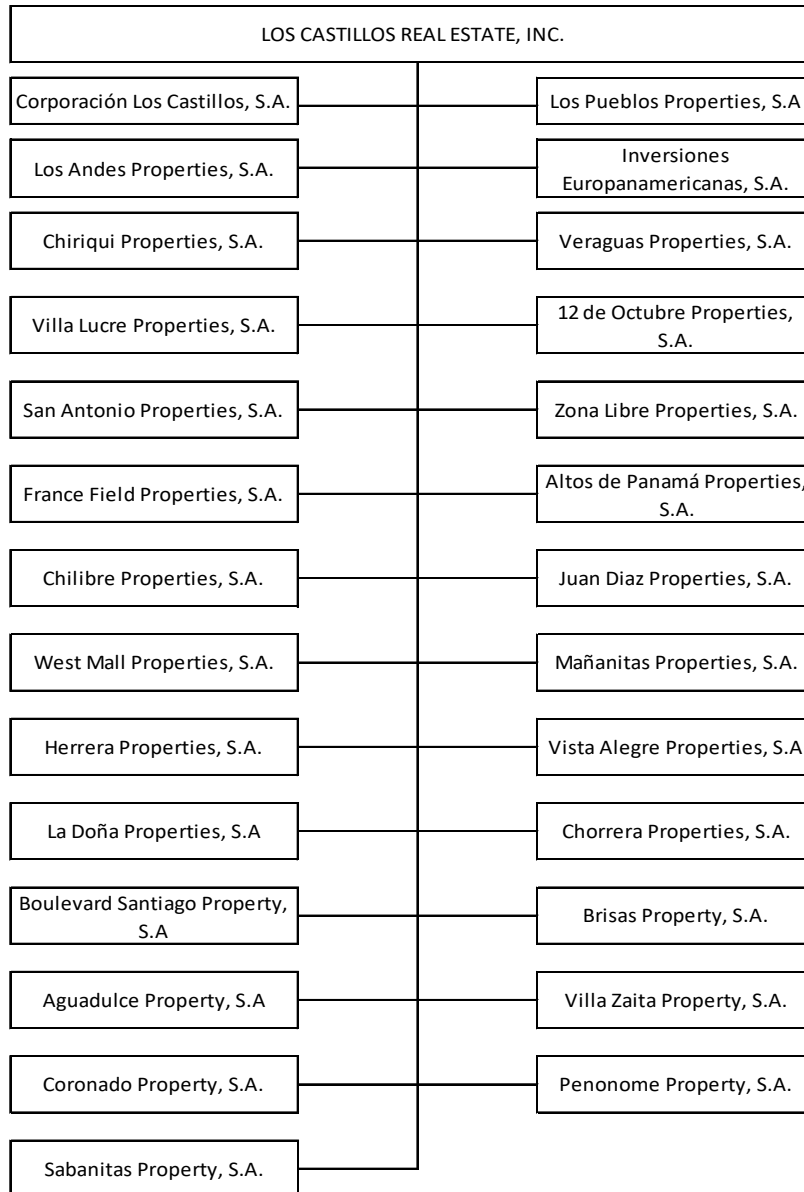 LOS CASTILLOS REAL ESTATE, INC.
Corporación Los Castillos, S.A.
Los Pueblos Properties, S.A
Los Andes Properties, S.A.
Inversiones
Europanamericanas, S.A.
Chiriqui Properties, S.A.
Veraguas Properties, S.A.
Villa Lucre Properties, S.A.
12 de Octubre Properties,
S.A.
San Antonio Properties, S.A.
Zona Libre Properties, S.A.
France Field Properties, S.A.
Altos de Panamá Properties,
S.A.
Chilibre Properties, S.A.
Juan Diaz Properties, S.A.
West Mall Properties, S.A.
Mañanitas Properties, S.A.
Herrera Properties, S.A.
Vista Alegre Properties, S.A
La Doña Properties, S.A
Chorrera Properties, S.A.
Boulevard Santiago Property,
S.A
Brisas Property, S.A.
Aguadulce Property, S.A
Villa Zaita Property, S.A.
Coronado Property, S.A.
Penonome Property, S.A.
Sabanitas Property, S.A.